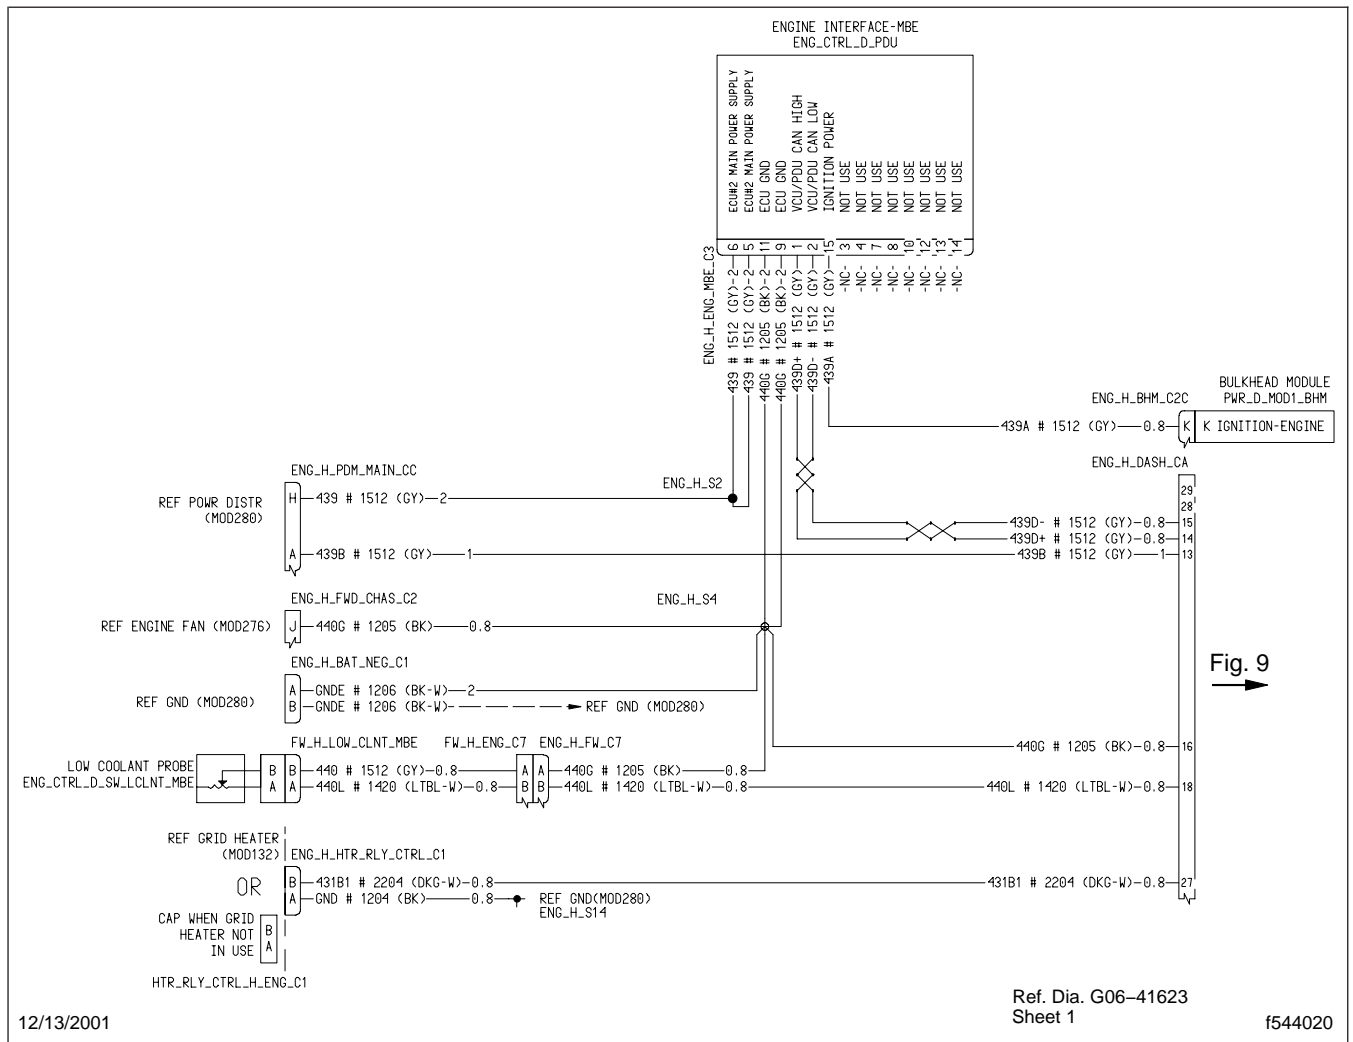 ENGINE INTERFACE-MBE
ENG_CTRL_D_PDU
ECU#2 MAIN POWER SUPPLY
ECU#2 MAIN POWER SUPPLY
ECU GND
ECU GND
VCU/PDU CAN HIGH
VCU/PDU CAN LOW
IGNITION POWER
NOT USE
NOT USE
NOT USE
NOT USE
NOT USE
NOT USE
NOT USE
NOT USE
6 5 11 9 1 2 15 3 4 7 8 10 12 13 14
ENG_H_ENG_MBE_C3
439 # 1512 (GY)-2
439 # 1512 (GY)-2
440G # 1205 (BK)-2
440G # 1205 (BK)-2
439D+ # 1512 (GY)
439D- # 1512 (GY)
439A # 1512 (GY)
-NC-
-NC-
-NC-
-NC-
-NC-
-NC-
-NC-
-NC-
BULKHEAD MODULE
PWR_D_MOD1_BHM
ENG_H_BHM_C2C
439A # 1512 (GY) 0.8 K K IGNITION-ENGINE
ENG_H_DASH_CA
29
28
ENG_H_PDM_MAIN_CC
ENG_H_S2
REF POWR DISTR
(MOD280)
H 439 # 1512 (GY) 2
439D- # 1512 (GY)-0.8 15
439D+ # 1512 (GY)-0.8 14
A 439B # 1512 (GY) 1
439B # 1512 (GY) 1 13
ENG_H_FWD_CHAS_C2
ENG_H_S4
REF ENGINE FAN (MOD276) J 440G # 1205 (BK) 0.8
ENG_H_BAT_NEG_C1
REF GND (MOD280)
A GNDE # 1206 (BK-W) 2
B GNDE # 1206 (BK-W) REF GND (MOD280)
Fig. 9
440G # 1205 (BK)-0.8 16
FW_H_LOW_CLNT_MBE FW_H_ENG_C7 ENG_H_FW_C7
LOW COOLANT PROBE
ENG_CTRL_D_SW_LCLNT_MBE
B B 440 # 1512 (GY)-0.8 A A 440G # 1205 (BK) 0.8
A A 440L # 1420 (LTBL-W)-0.8 B B 440L # 1420 (LTBL-W)-0.8 440L # 1420 (LTBL-W)-0.8 18
REF GRID HEATER
(MOD132)
ENG_H_HTR_RLY_CTRL_C1
OR
B 431B1 # 2204 (DKG-W)-0.8 431B1 # 2204 (DKG-W)-0.8 27
A GND # 1204 (BK) 0.8 REF GND(MOD280)
ENG_H_S14
CAP WHEN GRID
HEATER NOT
IN USE
B
A
HTR_RLY_CTRL_H_ENG_C1
Ref. Dia. G06–41623
Sheet 1
12/13/2001
f544020